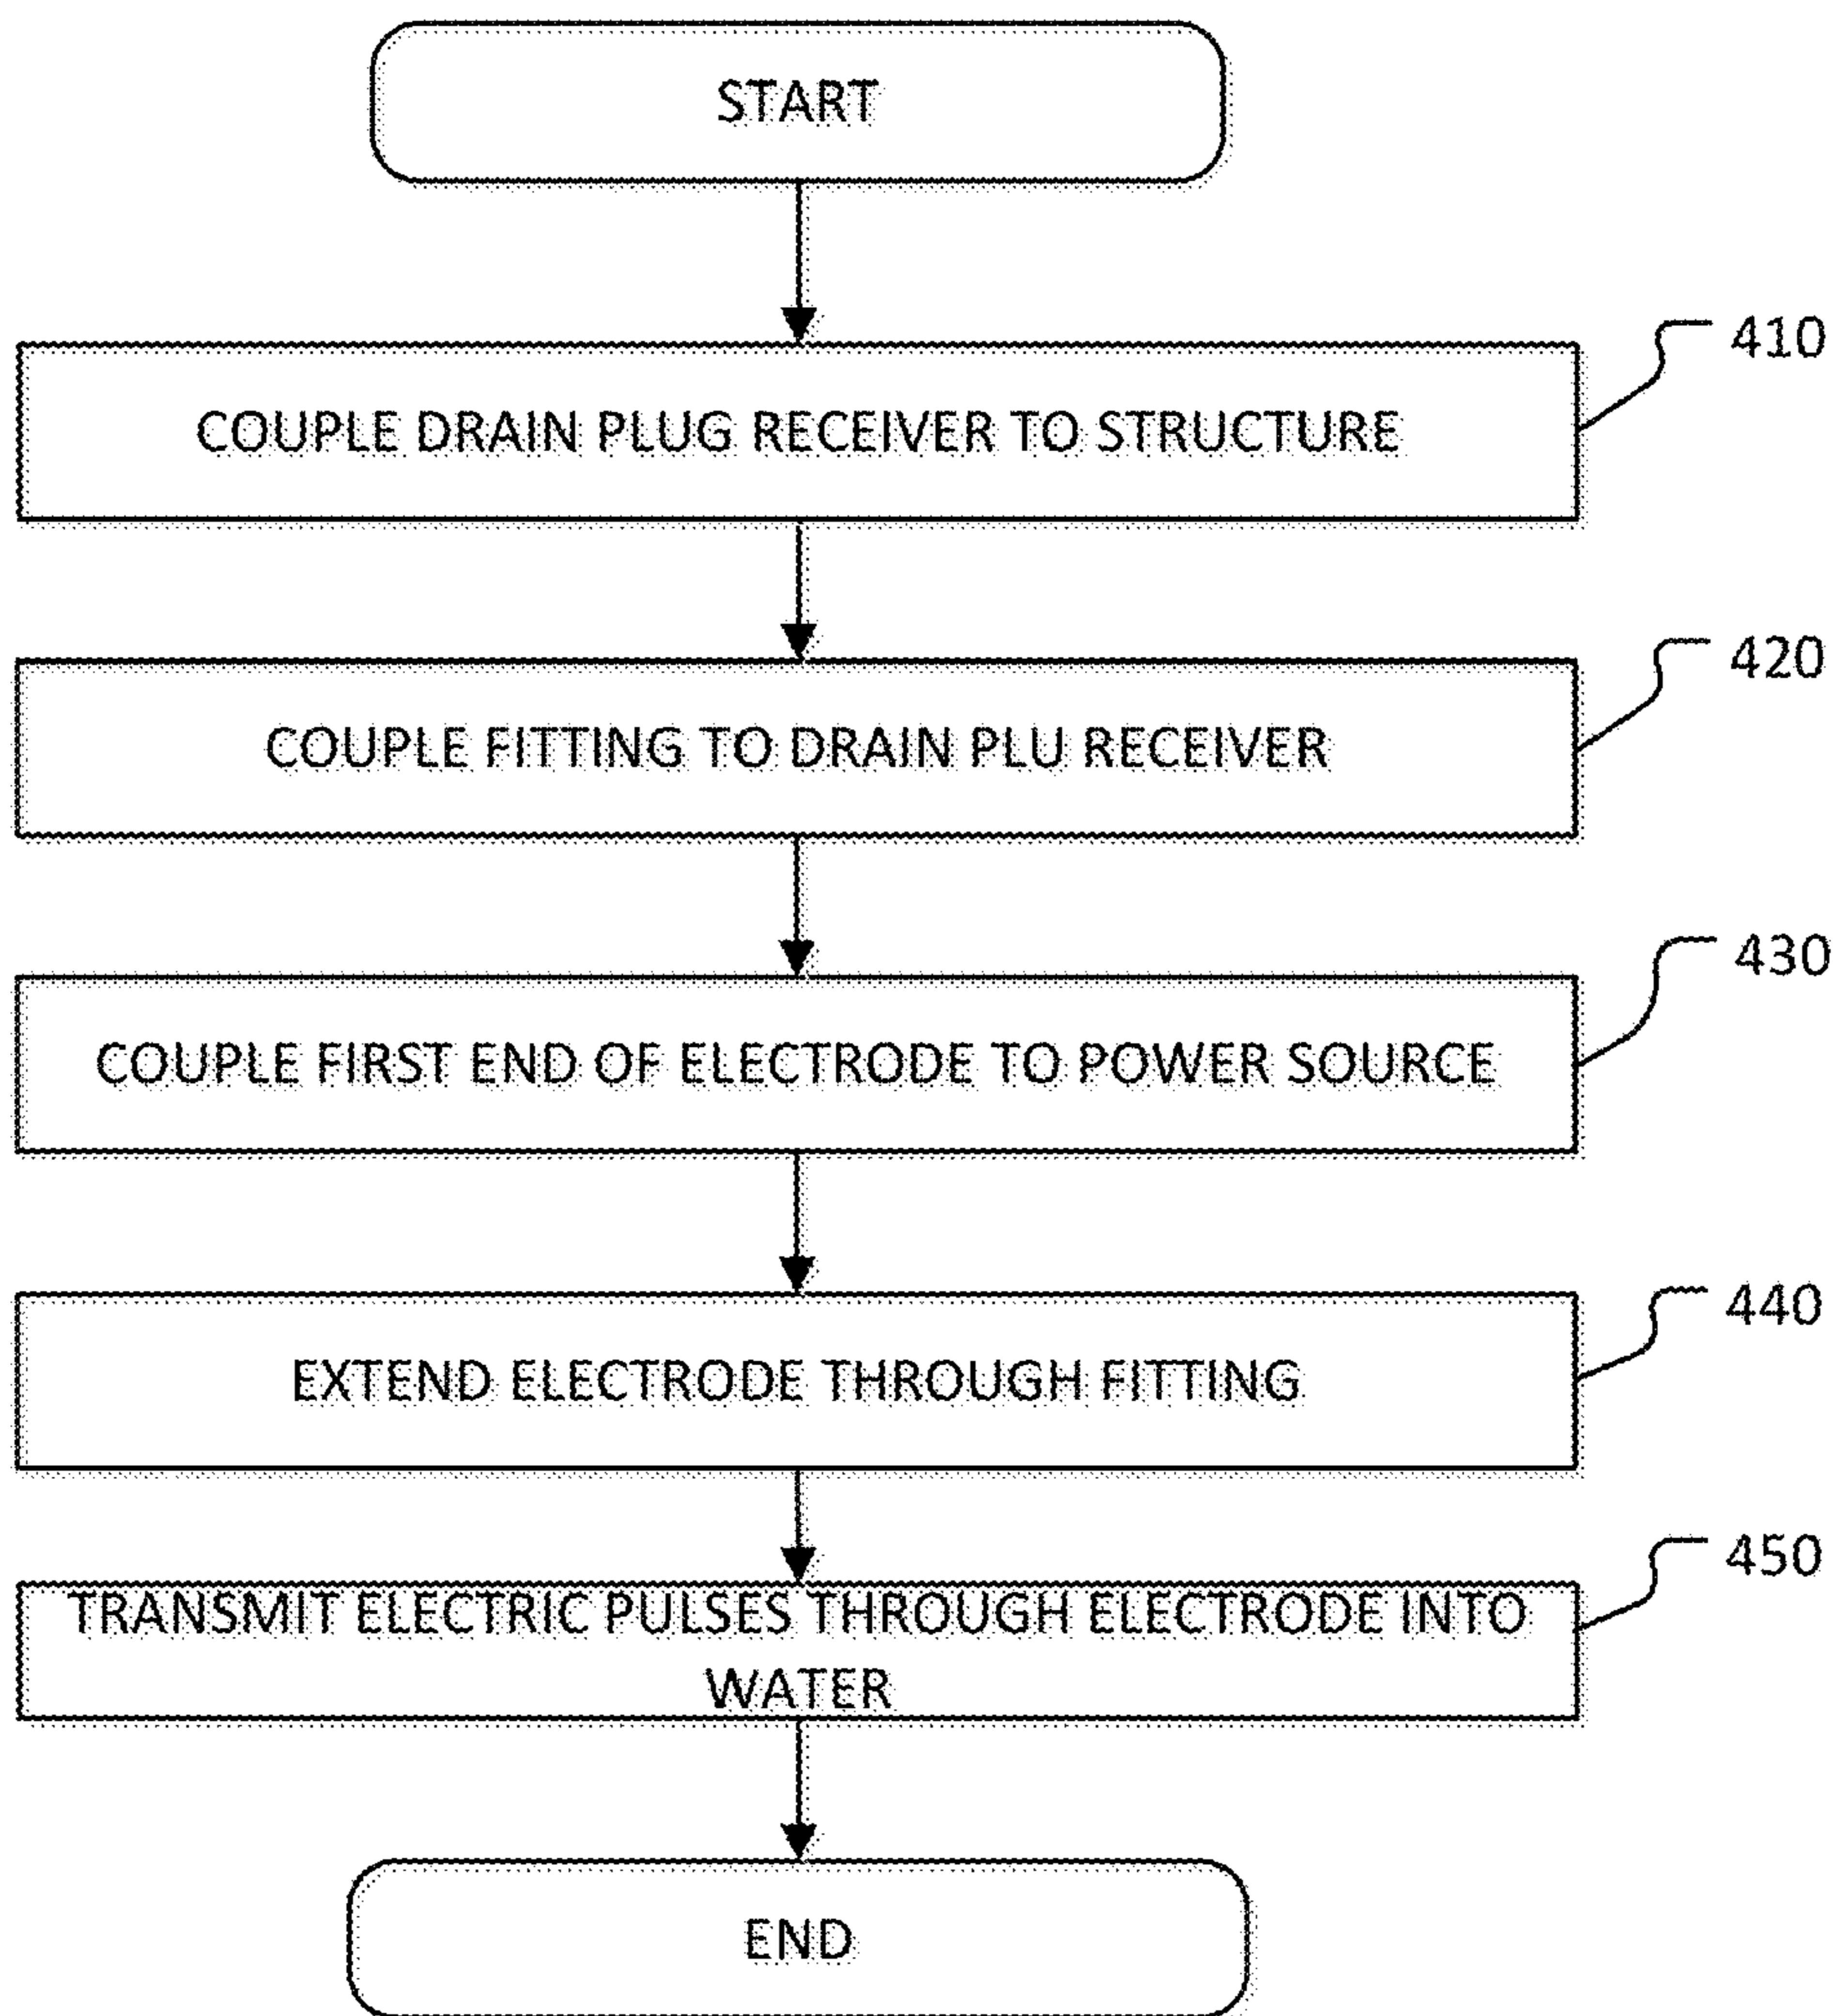 START
COUPLE DRAIN PLUG RECEIVER TO STRUCTURE
410
COUPLE FITTING TO DRAIN PLU RECEIVER
420
COUPLE FIRST END OF ELECTRODE TO POWER SOURCE
430
EXTEND ELECTRODE THROUGH FITTING
440
TRANSMIT ELECTRIC PULSES THROUGH ELECTRODE INTO
WATER
450
END